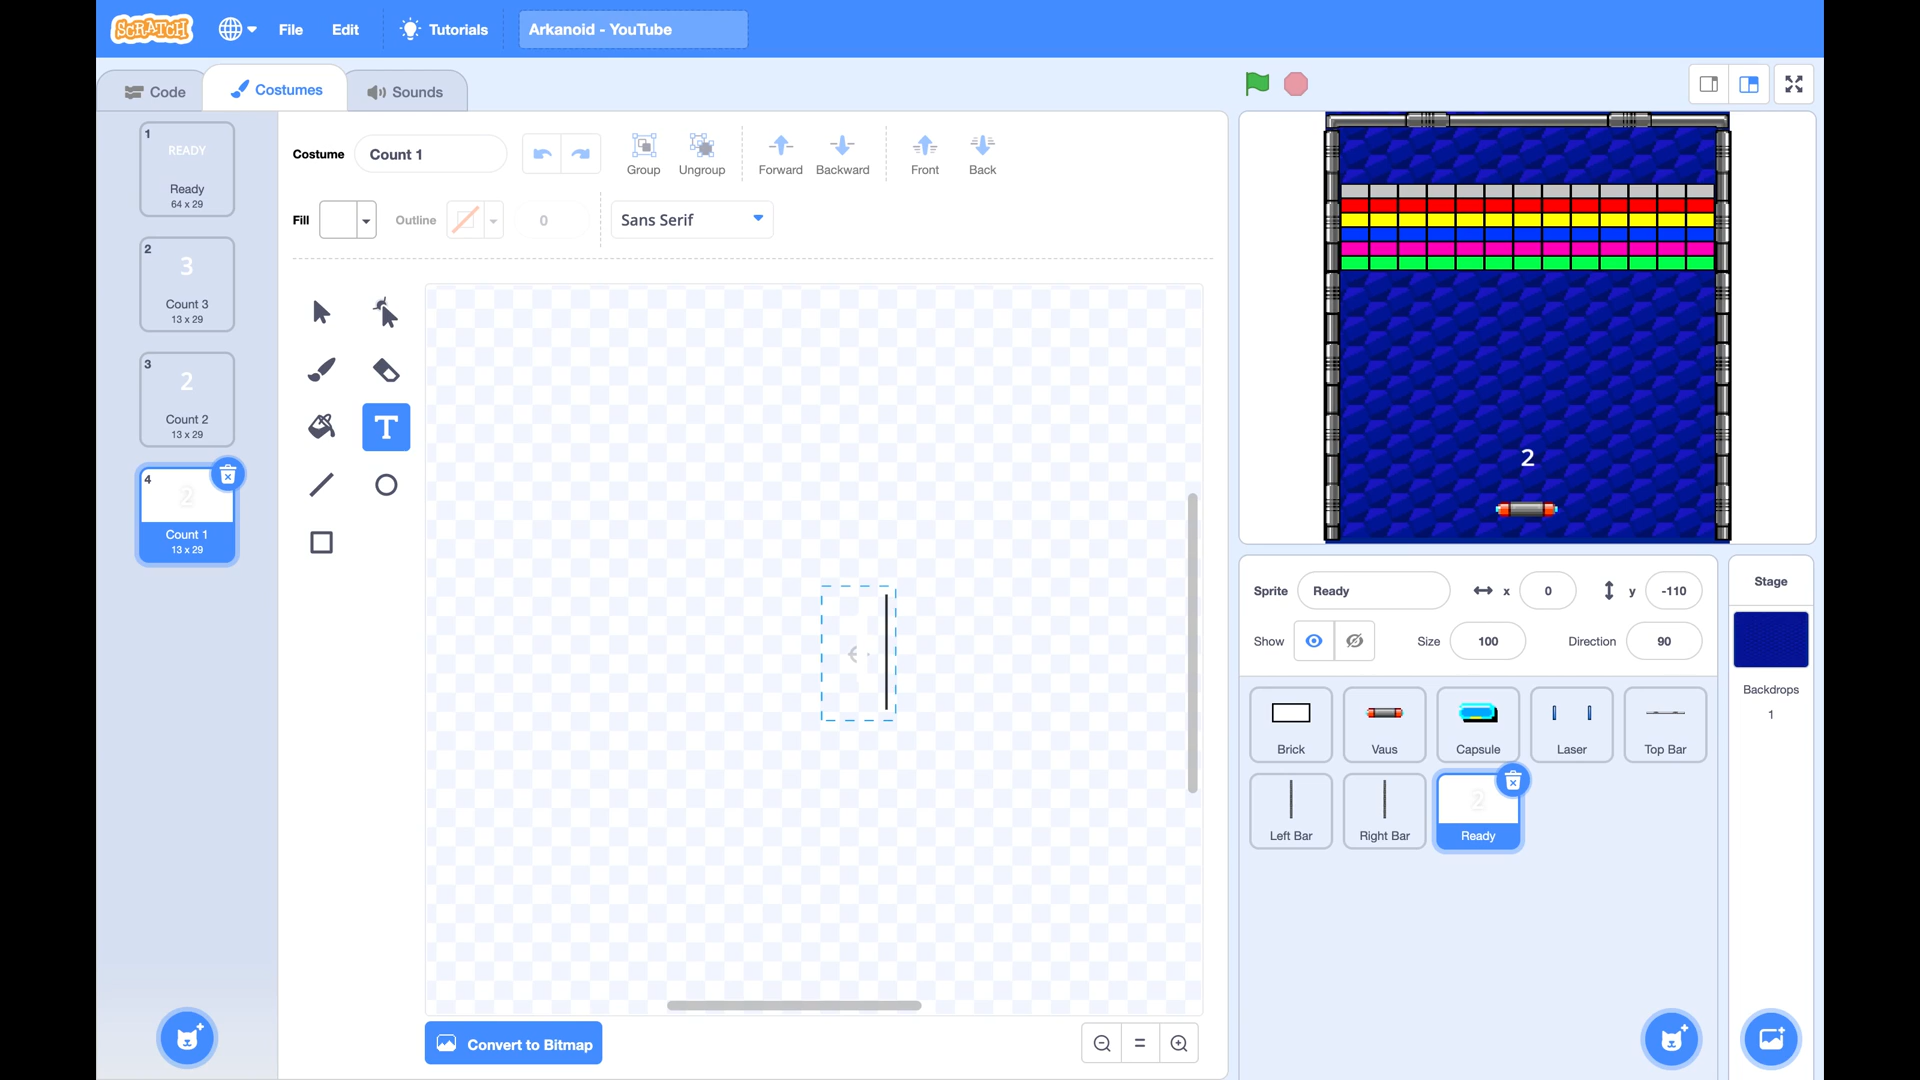 SCRATCH
File
Edit
Tutorials
Arkanoid - YouTube
Code
Costumes
Sounds
1
READY
Ready
64 x 29
2
3
Count 3
13 x 29
3
2
Count 2
13 x 29
4
2
Count 1
13 x 29
Costume
Count 1
Group
Ungroup
Forward
Backward
Front
Back
Fill
Outline
0
Sans Serif
T
Convert to Bitmap
=
2
Sprite
Ready
x
0
y
-110
Show
Size
100
Direction
90
Brick
Vaus
Capsule
Laser
Top Bar
Left Bar
Right Bar
2
Ready
Stage
Backdrops
1